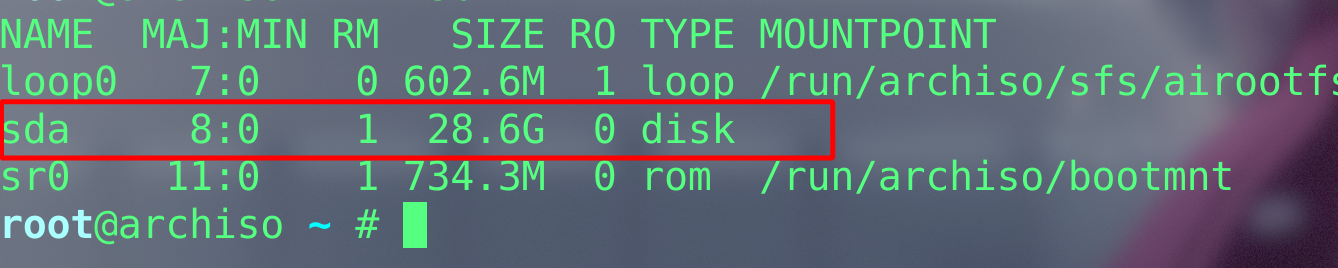 NAME MAJ:MIN RM SIZE RO TYPE MOUNTPOINT
loop0 7:0 0 602.6M 1 loop /run/archiso/sfs/airootfs
sda 8:0 1 28.6G 0 disk
sr0 11:0 1 734.3M 0 rom /run/archiso/bootmnt
root@archiso ~ #